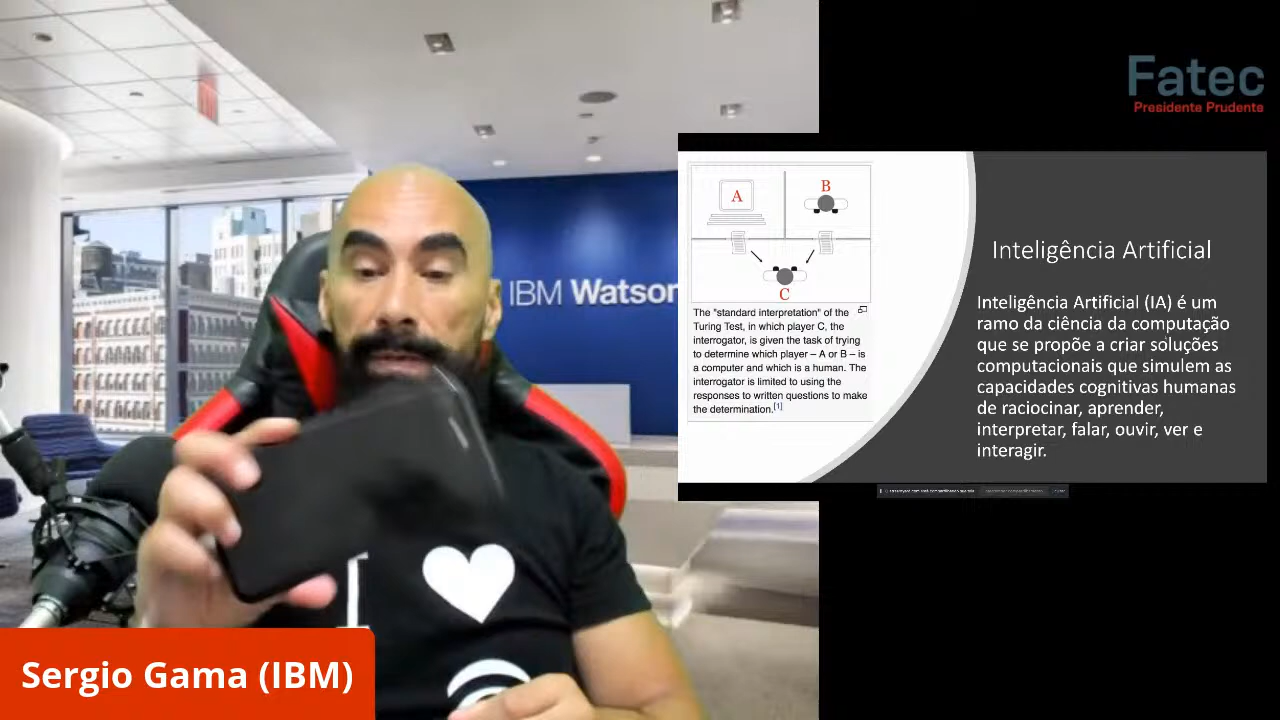 Fatec
Presidente Prudente
IBM Watson
A
B
C
The "standard interpretation" of the
Turing Test, in which player C, the
interrogator, is given the task of trying
to determine which player – A or B – is
a computer and which is a human. The
interrogator is limited to using the
responses to written questions to make
the determination.[1]
Inteligência Artificial
Inteligência Artificial (IA) é um
ramo da ciência da computação
que se propõe a criar soluções
computacionais que simulem as
capacidades cognitivas humanas
de raciocinar, aprender,
interpretar, falar, ouvir, ver e
interagir.
I
Sergio Gama (IBM)